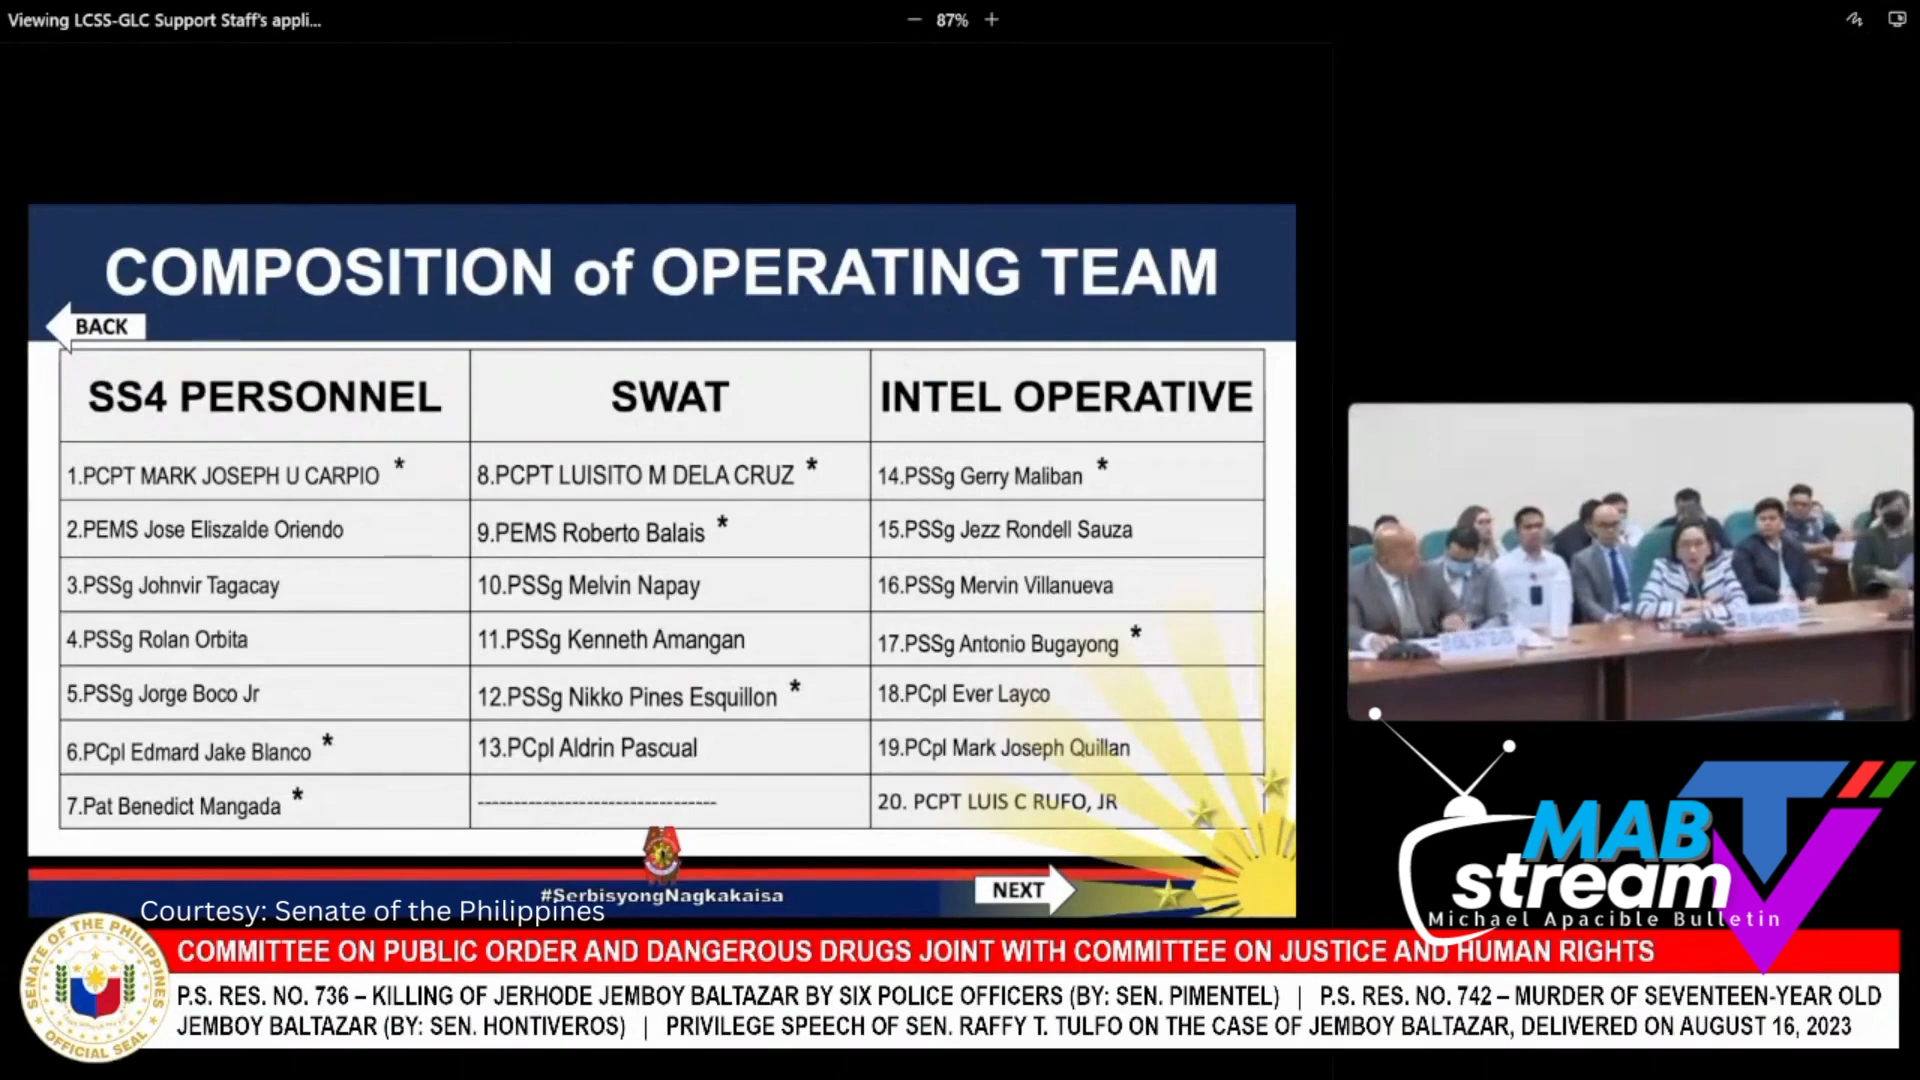 Viewing LCSS-GLC Support Staff's appli...
87%
COMPOSITION of OPERATING TEAM
BACK
SS4 PERSONNEL SWAT INTEL OPERATIVE
1.PCPT MARK JOSEPH U CARPIO * 8.PCPT LUISITO M DELA CRUZ * 14.PSSg Gerry Maliban *
2.PEMS Jose Eliszalde Oriendo 9.PEMS Roberto Balais * 15.PSSg Jezz Rondell Sauza
3.PSSg Johnvir Tagacay 10.PSSg Melvin Napay 16.PSSg Mervin Villanueva
4.PSSg Rolan Orbita 11.PSSg Kenneth Amangan 17.PSSg Antonio Bugayong *
5.PSSg Jorge Boco Jr 12.PSSg Nikko Pines Esquillon * 18.PCpl Ever Layco
6.PCpl Edmard Jake Blanco * 13.PCpl Aldrin Pascual 19.PCpl Mark Joseph Quillan
7.Pat Benedict Mangada * --------------------------------- 20. PCPT LUIS C RUFO, JR
#SerbisyongNagkakaisa
NEXT
Courtesy: Senate of the Philippines
MAB TV
stream
Michael Apacible Bulletin
SENATE OF THE PHILIPPINES
OFFICIAL SEAL
COMMITTEE ON PUBLIC ORDER AND DANGEROUS DRUGS JOINT WITH COMMITTEE ON JUSTICE AND HUMAN RIGHTS
P.S. RES. NO. 736 – KILLING OF JERHODE JEMBOY BALTAZAR BY SIX POLICE OFFICERS (BY: SEN. PIMENTEL) | P.S. RES. NO. 742 – MURDER OF SEVENTEEN-YEAR OLD
JEMBOY BALTAZAR (BY: SEN. HONTIVEROS) | PRIVILEGE SPEECH OF SEN. RAFFY T. TULFO ON THE CASE OF JEMBOY BALTAZAR, DELIVERED ON AUGUST 16, 2023